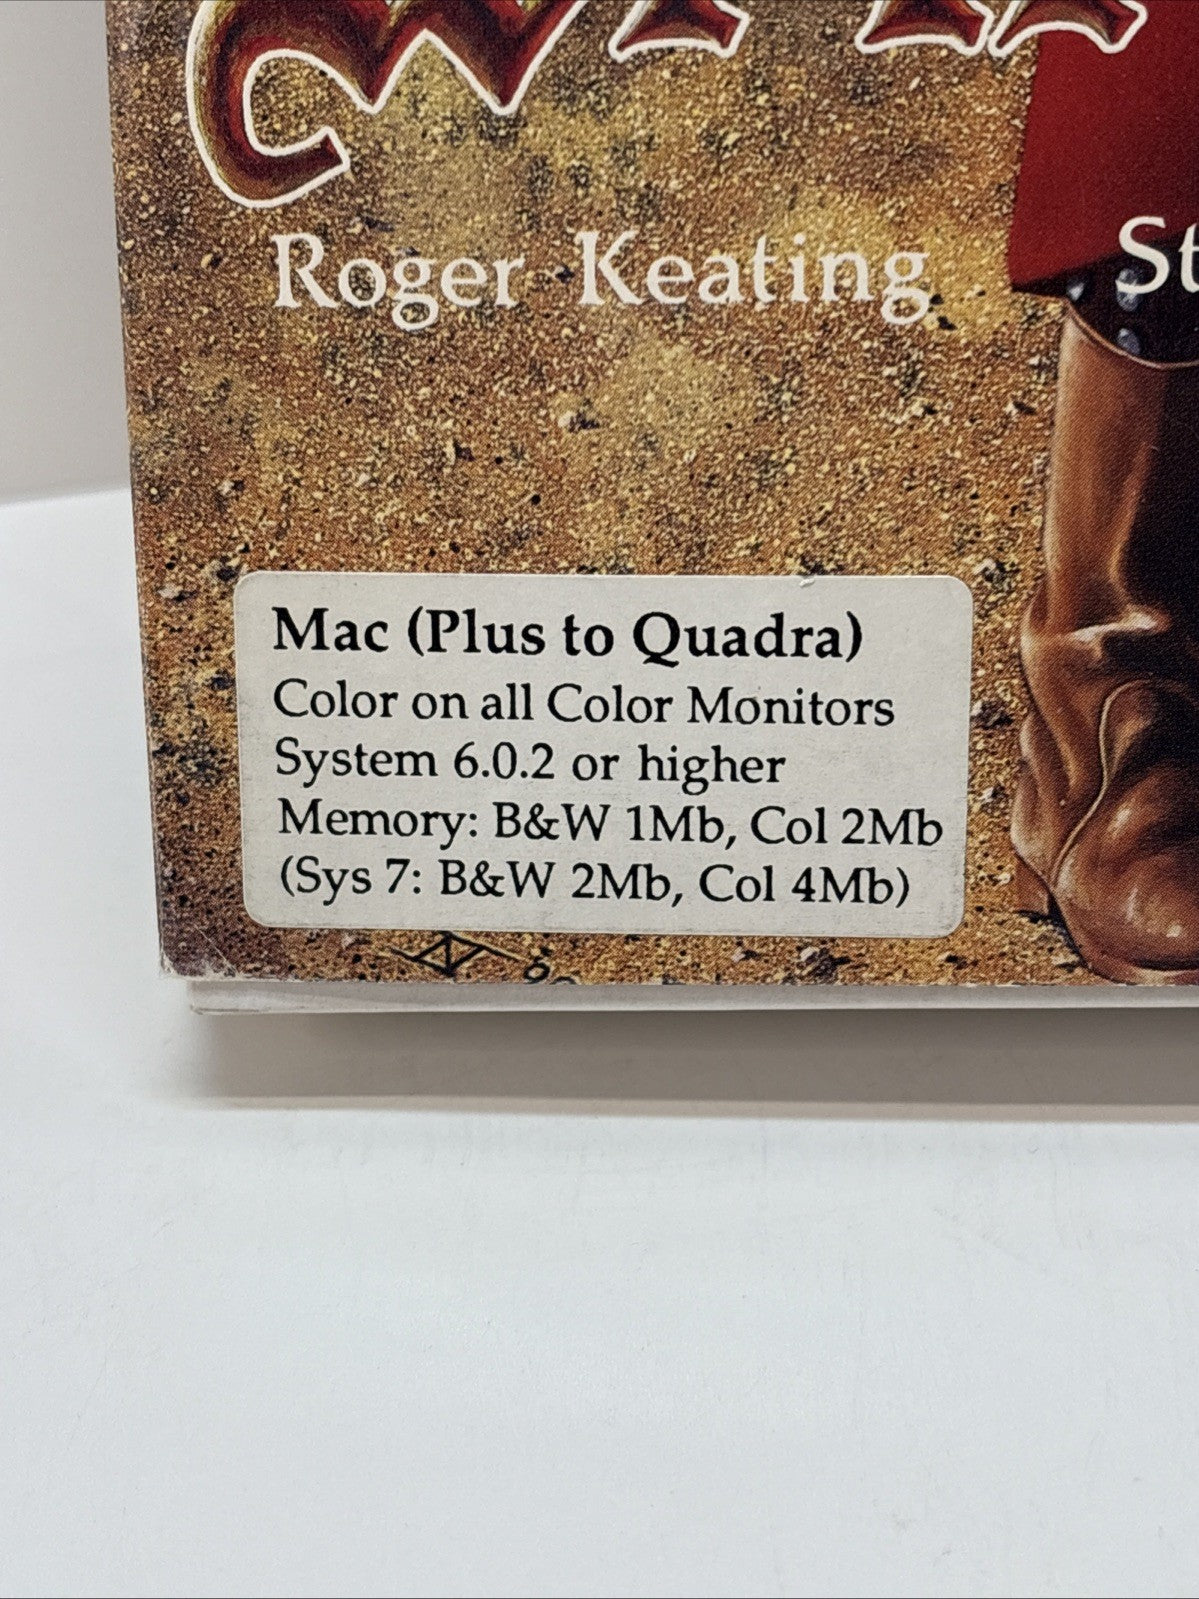 Roger Keating St
Mac (Plus to Quadra)
Color on all Color Monitors
System 6.0.2 or higher
Memory: B&W 1Mb, Col 2Mb
(Sys 7: B&W 2Mb, Col 4Mb)